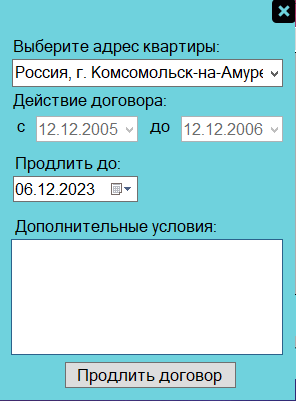 Выберите адрес квартиры:
Россия, г. Комсомольск-на-Амуре
Действие договора:
с 12.12.2005 до 12.12.2006
Продлить до:
06.12.2023
Дополнительные условия:
Продлить договор